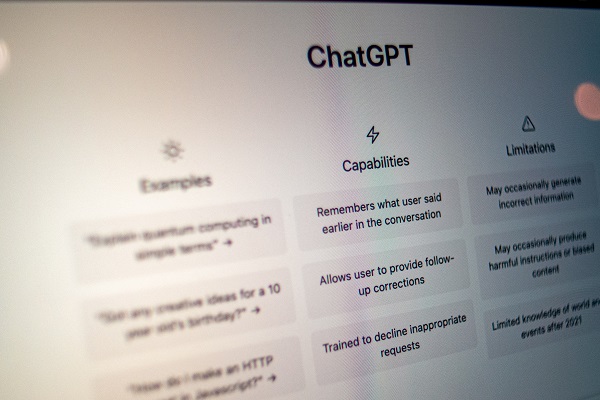 ChatGPT
Examples
"Explain quantum computing in
simple terms" →
"Got any creative ideas for a 10
year old's birthday?" →
"How do I make an HTTP
in Javascript?" →
Capabilities
Remembers what user said
earlier in the conversation
Allows user to provide follow-
up corrections
Trained to decline inappropriate
requests
Limitations
May occasionally generate
incorrect information
May occasionally produce
harmful instructions or biased
content
Limited knowledge of world and
events after 2021